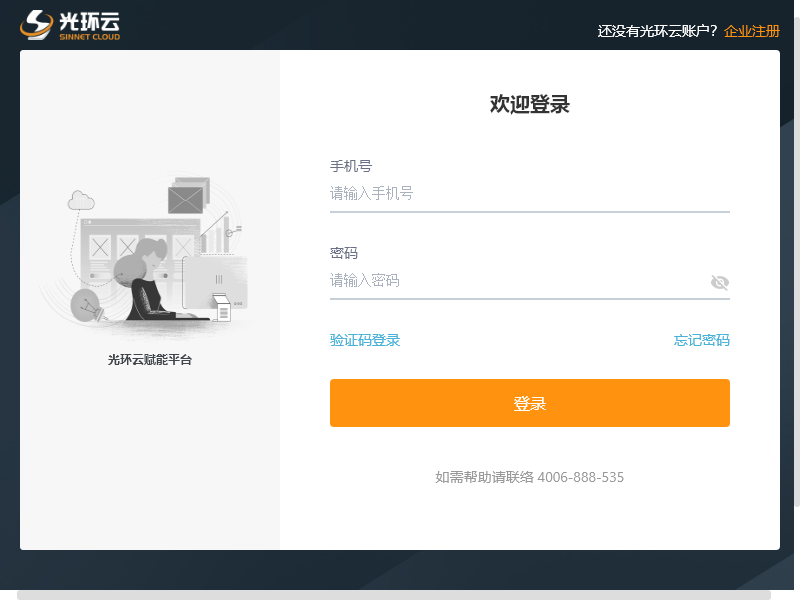 光环云
SINNET CLOUD
还没有光环云账户？企业注册
欢迎登录
手机号
请输入手机号
密码
请输入密码
验证码登录
忘记密码
登录
如需帮助请联络 4006-888-535
光环云赋能平台